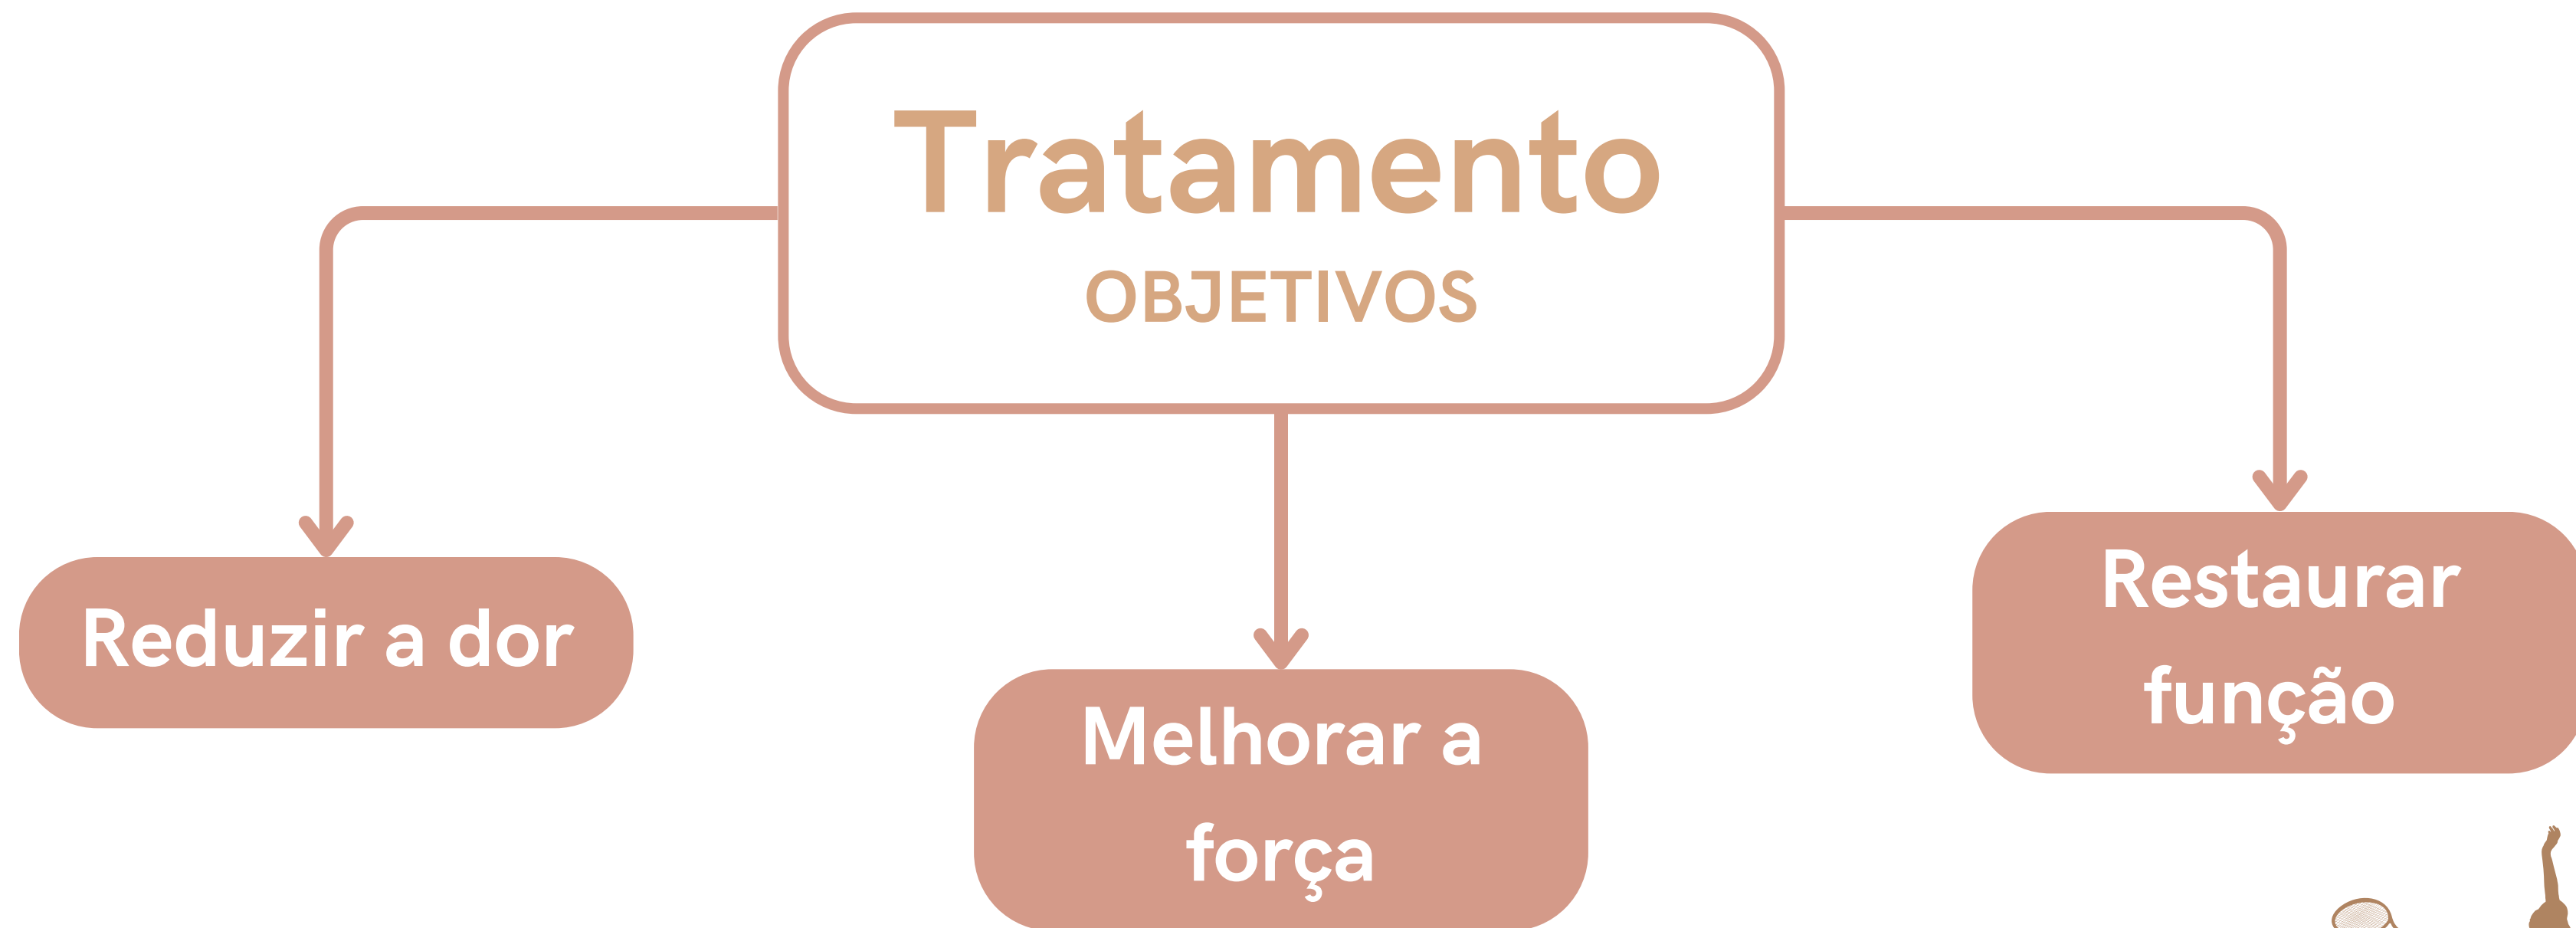 Tratamento
OBJETIVOS
Reduzir a dor
Melhorar a
força
Restaurar
função